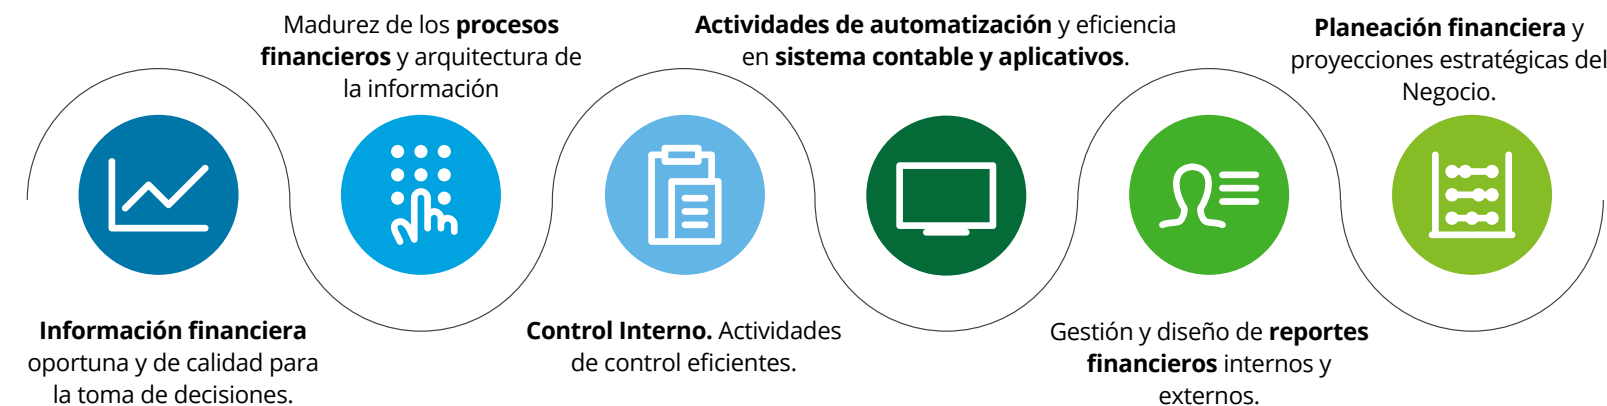 Información financiera
oportuna y de calidad para
la toma de decisiones.
Madurez de los procesos
financieros y arquitectura de
la información
Control Interno. Actividades
de control eficientes.
Actividades de automatización y eficiencia
en sistema contable y aplicativos.
Gestión y diseño de reportes
financieros internos y
externos.
Planeación financiera y
proyecciones estratégicas del
Negocio.